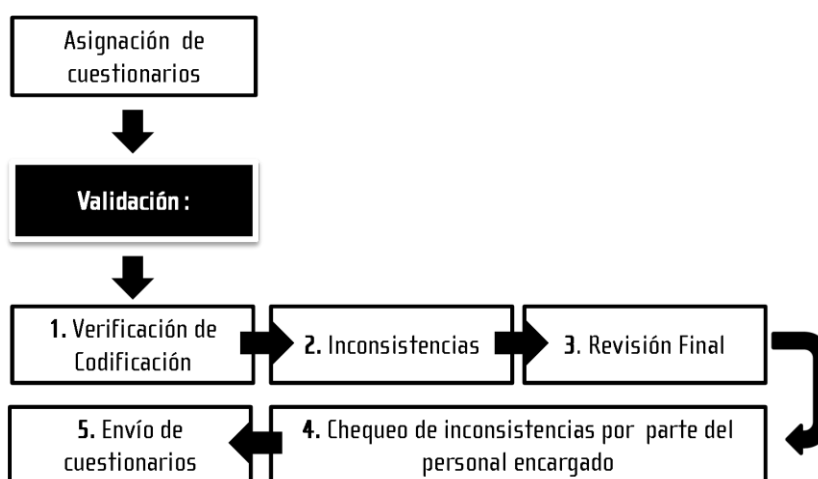 Asignación de
cuestionarios
Validación :
1. Verificación de
Codificación
2. Inconsistencias
3. Revisión Final
4. Chequeo de inconsistencias por parte del
personal encargado
5. Envío de
cuestionarios